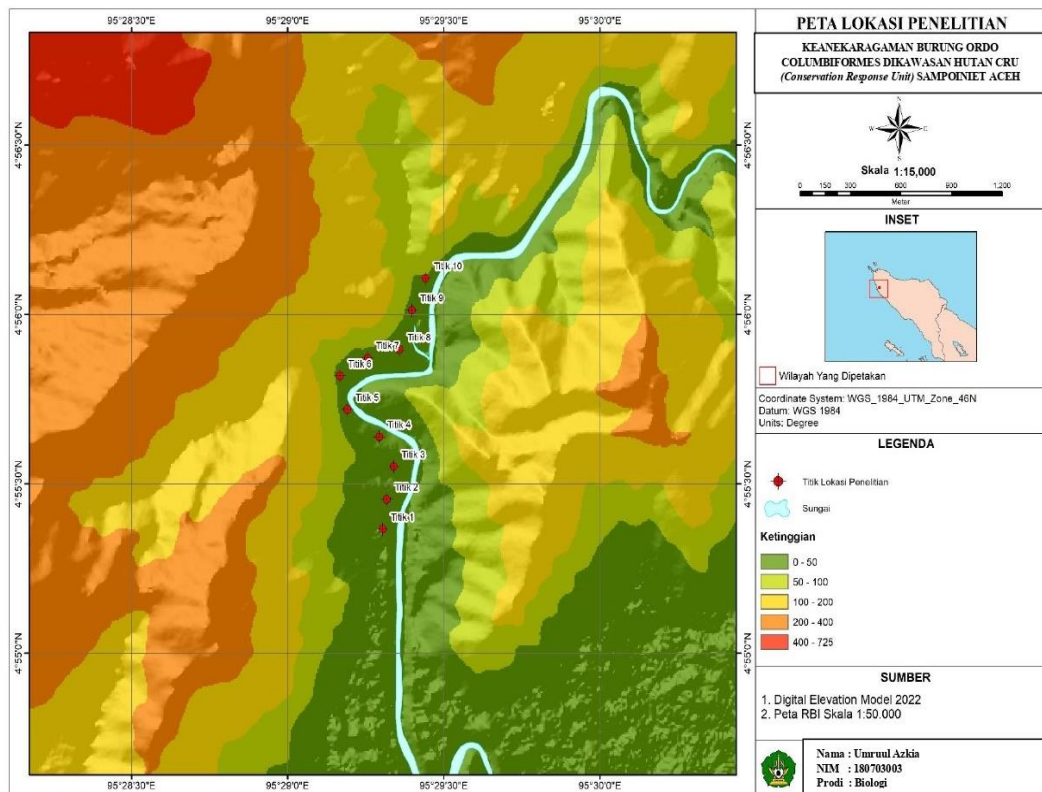 PETA LOKASI PENELITIAN
KEANEKARAGAMAN BURUNG ORDO
COLUMBIFORMES DIKAWASAN HUTAN CRU
(Conservation Response Unit) SAMPOINIET ACEH
N
W
E
S
Skala 1:15,000
0 150 300 600 900 1,200
Meter
INSET
Wilayah Yang Dipetakan
Coordinate System: WGS_1984_UTM_Zone_46N
Datum: WGS 1984
Units: Degree
LEGENDA
Titik Lokasi Penelitian
Sungai
Ketinggian
0 - 50
50 - 100
100 - 200
200 - 400
400 - 725
SUMBER
1. Digital Elevation Model 2022
2. Peta RBI Skala 1:50.000
Nama : Umruul Azkia
NIM : 180703003
Prodi : Biologi
95°28'30"E 95°29'0"E 95°29'30"E 95°30'0"E
4°56'30"N 4°56'30"N
4°56'0"N 4°56'0"N
4°55'30"N 4°55'30"N
4°55'0"N 4°55'0"N
Titik 10
Titik 9
Titik 8
Titik 7
Titik 6
Titik 5
Titik 4
Titik 3
Titik 2
Titik 1
95°28'30"E 95°29'0"E 95°29'30"E 95°30'0"E